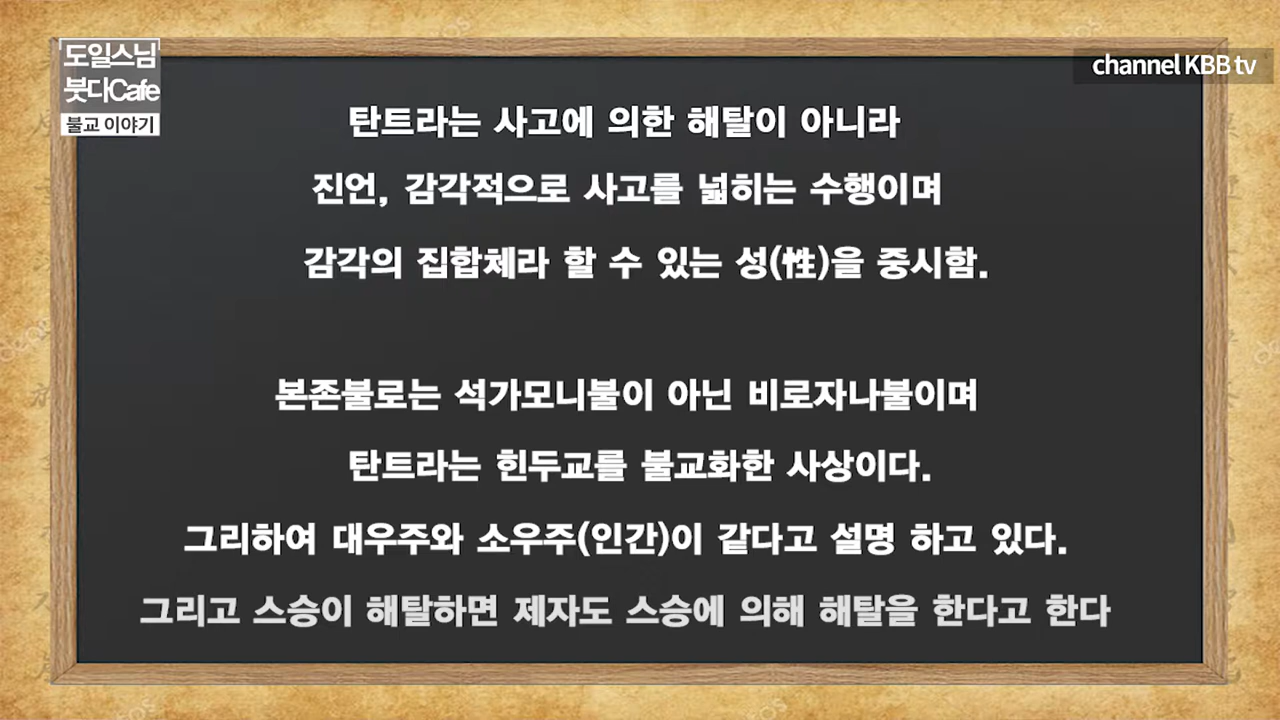 도일스님
붓다Cafe
불교 이야기
channel KBB tv
탄트라는 사고에 의한 해탈이 아니라
진언, 감각적으로 사고를 넓히는 수행이며
감각의 집합체라 할 수 있는 성(性)을 중시함.
본존불로는 석가모니불이 아닌 비로자나불이며
탄트라는 힌두교를 불교화한 사상이다.
그리하여 대우주와 소우주(인간)이 같다고 설명 하고 있다.
그리고 스승이 해탈하면 제자도 스승에 의해 해탈을 한다고 한다